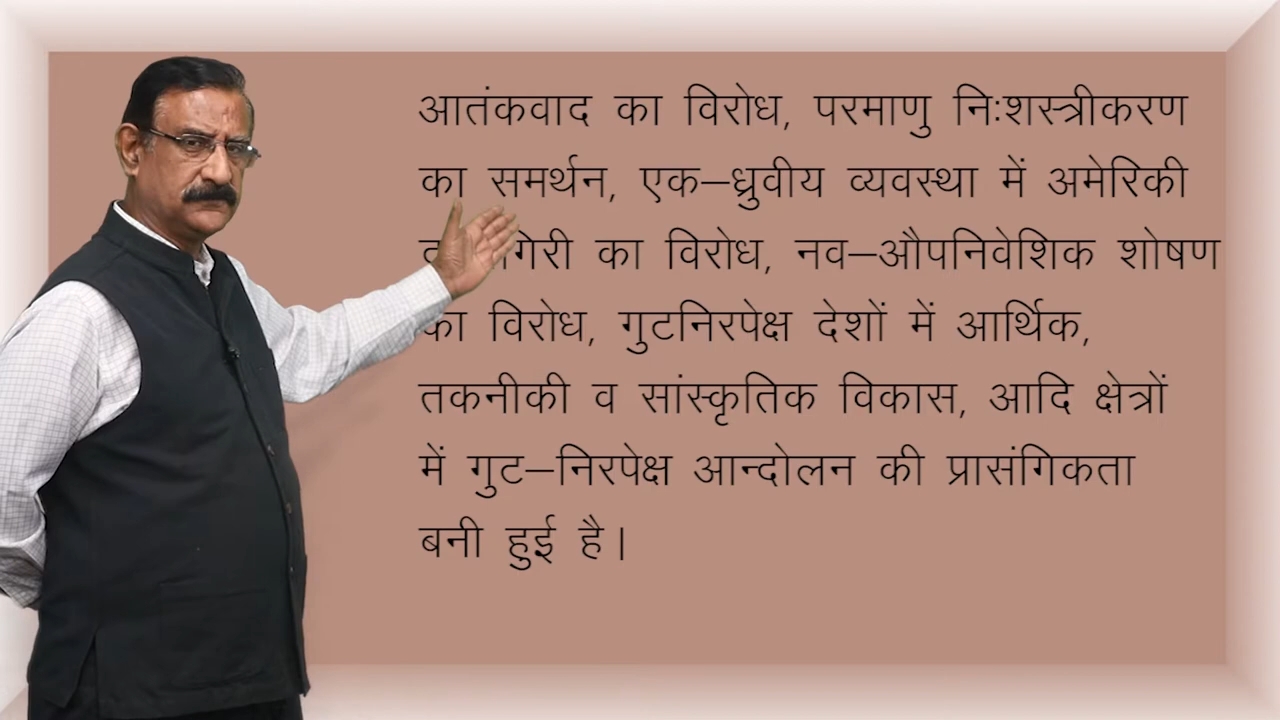 आतंकवाद का विरोध, परमाणु निःशस्त्रीकरण
का समर्थन, एक–ध्रुवीय व्यवस्था में अमेरिकी
का विरोध, नव–औपनिवेशिक शोषण
का विरोध, गुटनिरपेक्ष देशों में आर्थिक,
तकनीकी व सांस्कृतिक विकास, आदि क्षेत्रों
में गुट–निरपेक्ष आन्दोलन की प्रासंगिकता
बनी हुई है।